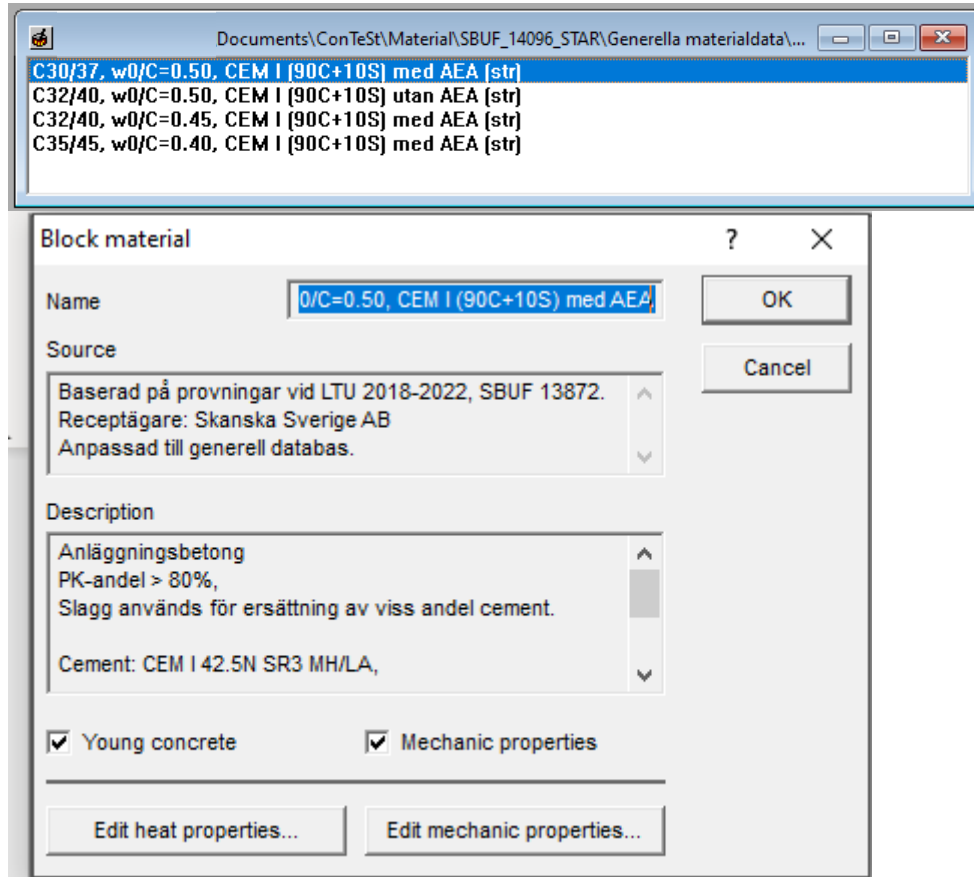 Documents\ConTeSt\Material\SBUF_14096_STAR\Generella materialdata\...
C30/37, w0/C=0.50, CEM I (90C+10S) med AEA (str)
C32/40, w0/C=0.50, CEM I (90C+10S) utan AEA (str)
C32/40, w0/C=0.45, CEM I (90C+10S) med AEA (str)
C35/45, w0/C=0.40, CEM I (90C+10S) med AEA (str)
Block material
Name
0/C=0.50, CEM I (90C+10S) med AEA
OK
Source
Cancel
Baserad på provningar vid LTU 2018-2022, SBUF 13872.
Receptägare: Skanska Sverige AB
Anpassad till generell databas.
Description
Anläggningsbetong
PK-andel > 80%,
Slagg används för ersättning av viss andel cement.
Cement: CEM I 42.5N SR3 MH/LA,
Young concrete
Mechanic properties
Edit heat properties...
Edit mechanic properties...